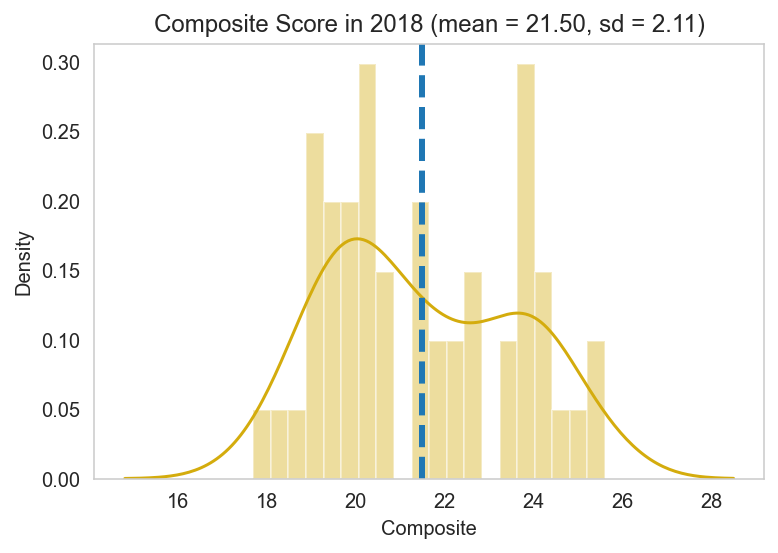 Composite Score in 2018 (mean = 21.50, sd = 2.11)
0.30
0.25
0.20
0.15
0.10
0.05
0.00
Density
16 18 20 22 24 26 28
Composite